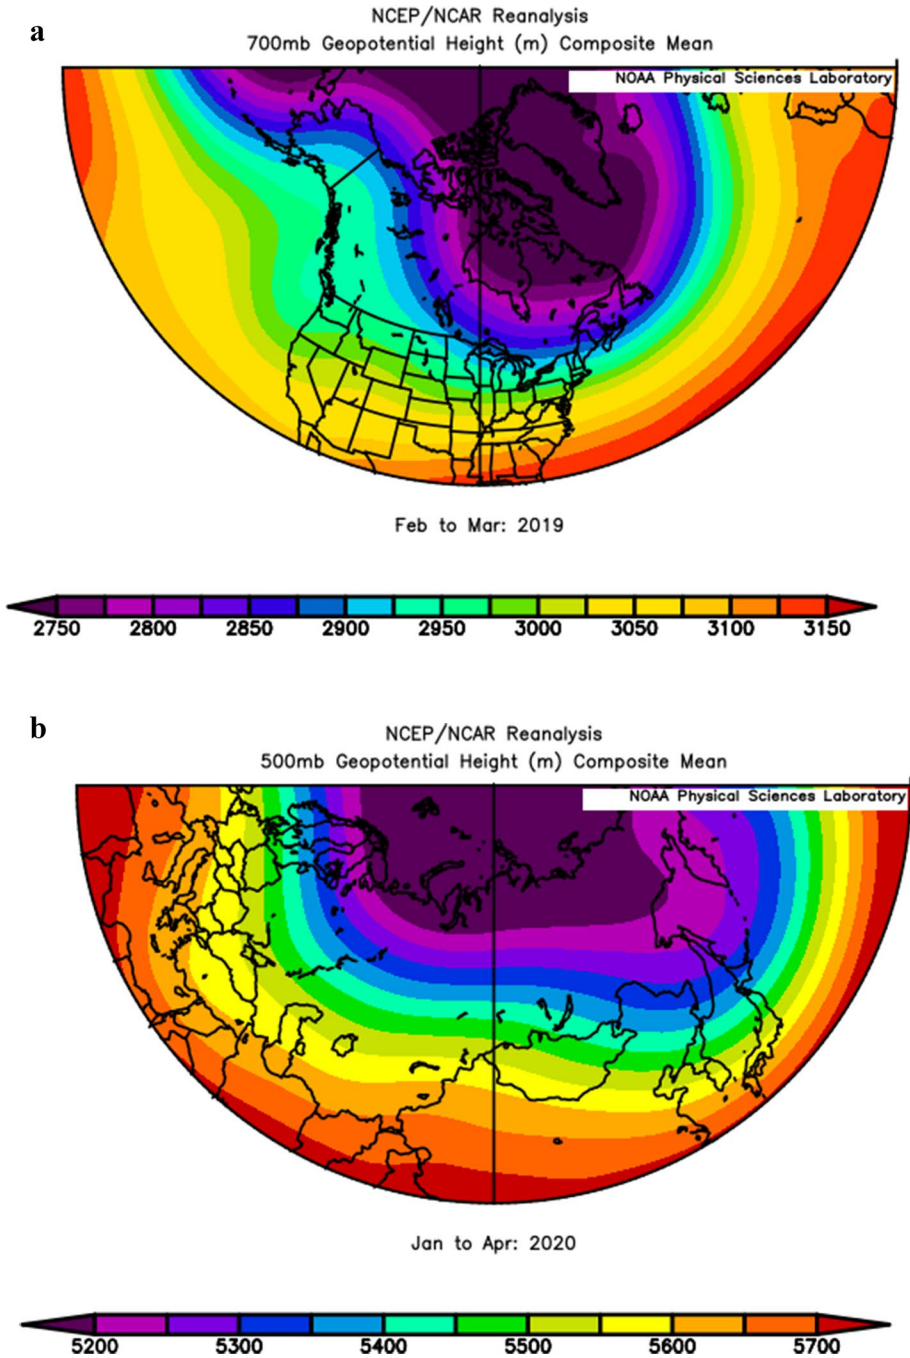 a
NCEP/NCAR Reanalysis
700mb Geopotential Height (m) Composite Mean
NOAA Physical Sciences Laboratory
Feb to Mar: 2019
2750 2800 2850 2900 2950 3000 3050 3100 3150
b
NCEP/NCAR Reanalysis
500mb Geopotential Height (m) Composite Mean
NOAA Physical Sciences Laboratory
Jan to Apr: 2020
5200 5300 5400 5500 5600 5700